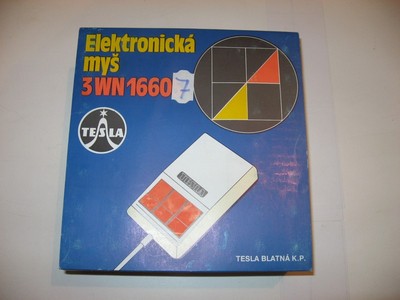 Elektronická
myš
3 WN 1660
7
TESLA
TESLA BLATNÁ K.P.